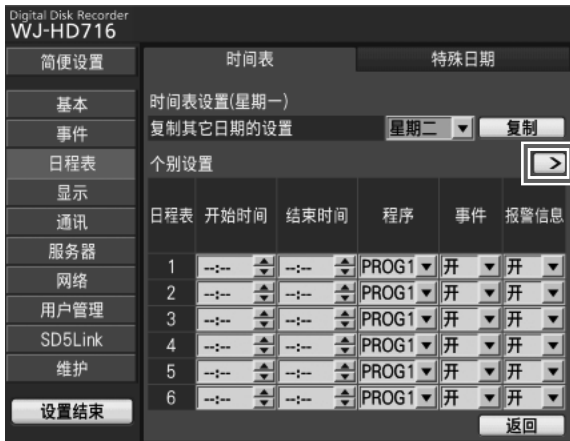 Digital Disk Recorder
WJ-HD716
简便设置
基本
事件
日程表
显示
通讯
服务器
网络
用户管理
SD5Link
维护
设置结束
时间表 特殊日期
时间表设置(星期一)
复制其它日期的设置 星期二 ▼ 复制
个别设置 >
日程表 开始时间 结束时间 程序 事件 报警信息
1 --:-- --:-- PROG1 ▼ 开 ▼ 开 ▼
2 --:-- --:-- PROG1 ▼ 开 ▼ 开 ▼
3 --:-- --:-- PROG1 ▼ 开 ▼ 开 ▼
4 --:-- --:-- PROG1 ▼ 开 ▼ 开 ▼
5 --:-- --:-- PROG1 ▼ 开 ▼ 开 ▼
6 --:-- --:-- PROG1 ▼ 开 ▼ 开 ▼
返回